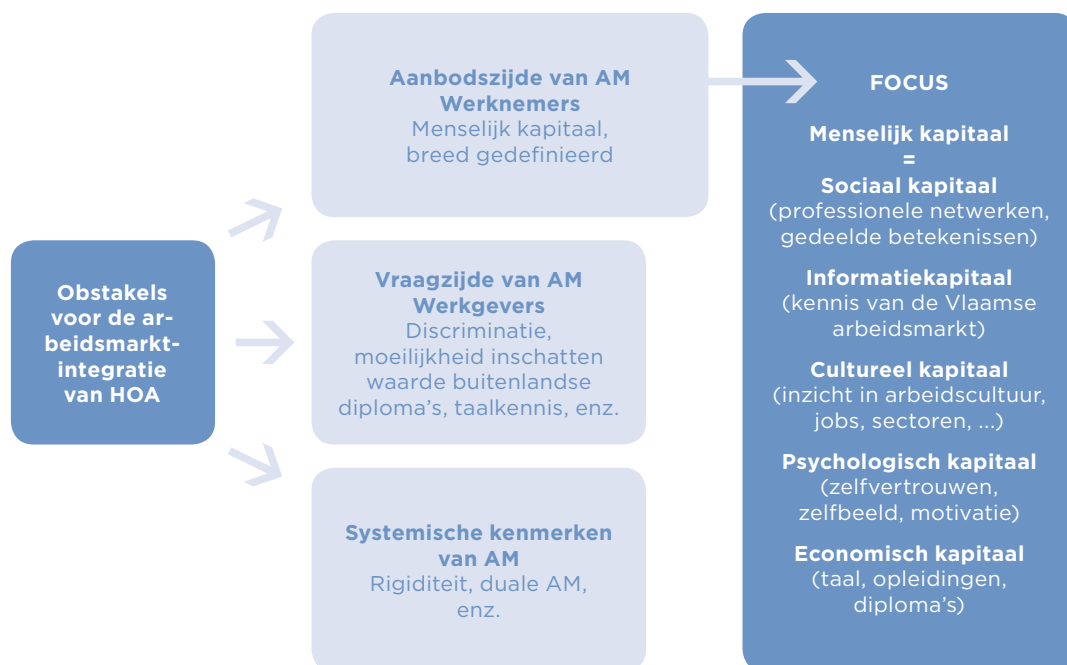 Obstakels
voor de ar-
beidsmarkt-
integratie
van HOA
Aanbodszijde van AM
Werknemers
Menselijk kapitaal,
breed gedefinieerd
Vraagzijde van AM
Werkgevers
Discriminatie,
moeilijkheid inschatten
waarde buitenlandse
diploma's, taalkennis, enz.
Systemische kenmerken
van AM
Rigiditeit, duale AM,
enz.
FOCUS
Menselijk kapitaal
=
Sociaal kapitaal
(professionele netwerken,
gedeelde betekenissen)
Informatiekapitaal
(kennis van de Vlaamse
arbeidsmarkt)
Cultureel kapitaal
(inzicht in arbeidscultuur,
jobs, sectoren, ...)
Psychologisch kapitaal
(zelfvertrouwen,
zelfbeeld, motivatie)
Economisch kapitaal
(taal, opleidingen,
diploma's)